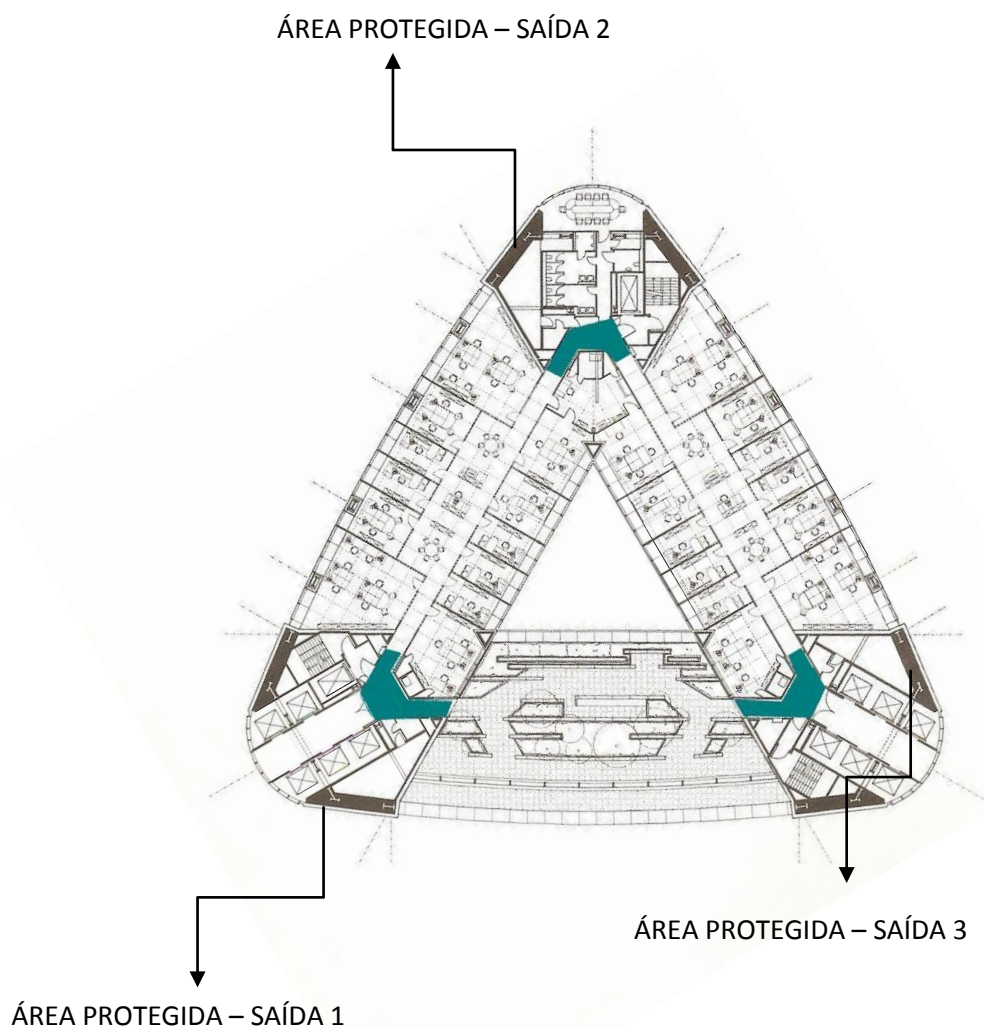 ÁREA PROTEGIDA – SAÍDA 2
ÁREA PROTEGIDA – SAÍDA 3
ÁREA PROTEGIDA – SAÍDA 1